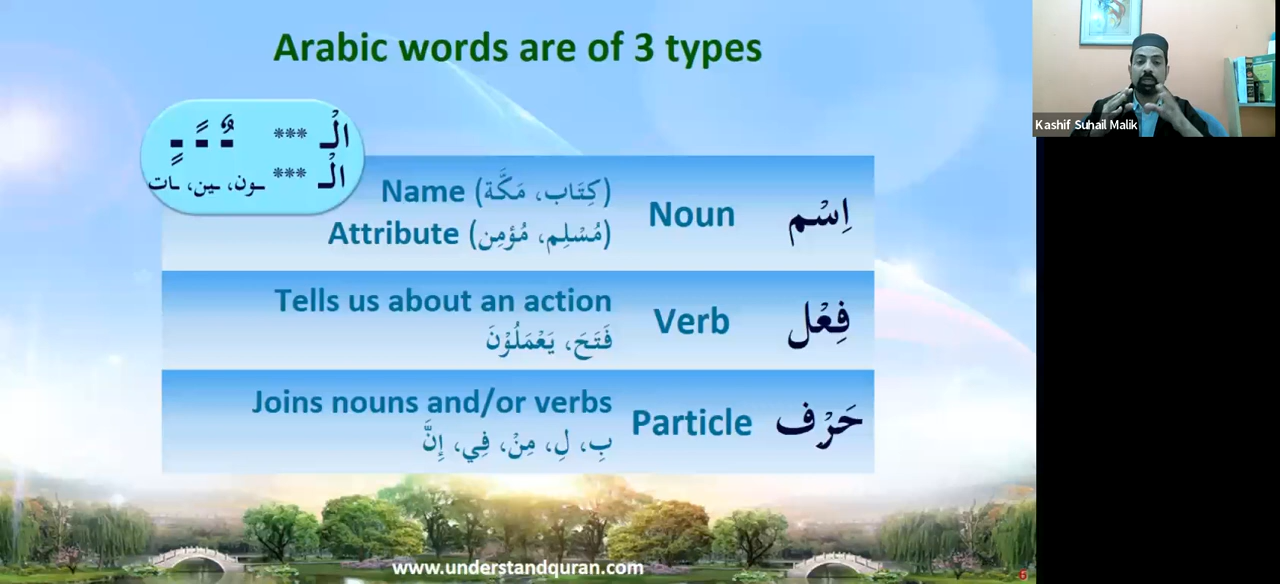 Arabic words are of 3 types
الْـ *** ـٌ ـً ـٍ
الْـ *** ـون، ـين، ـات
اِسْم
Noun
Name (كِتَاب، مَكَّة)
Attribute (مُسْلِم، مُؤمِن)
فِعْل
Verb
Tells us about an action
فَتَحَ، يَعْمَلُوْنَ
حَرْف
Particle
Joins nouns and/or verbs
بِ، لِ، مِنْ، فِي، إِنَّ
www.understandquran.com
Kashif Suhail Malik